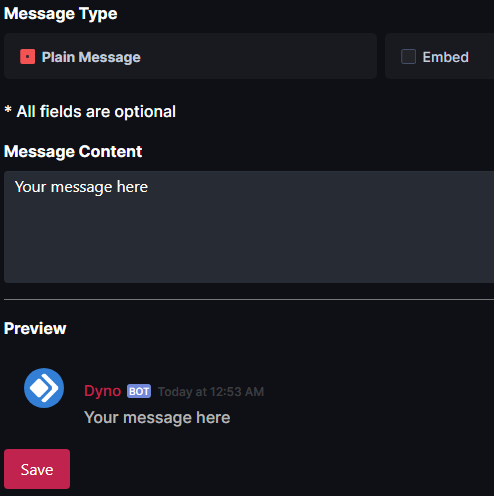 Message Type
Plain Message
Embed
* All fields are optional
Message Content
Your message here
Preview
Dyno BOT Today at 12:53 AM
Your message here
Save